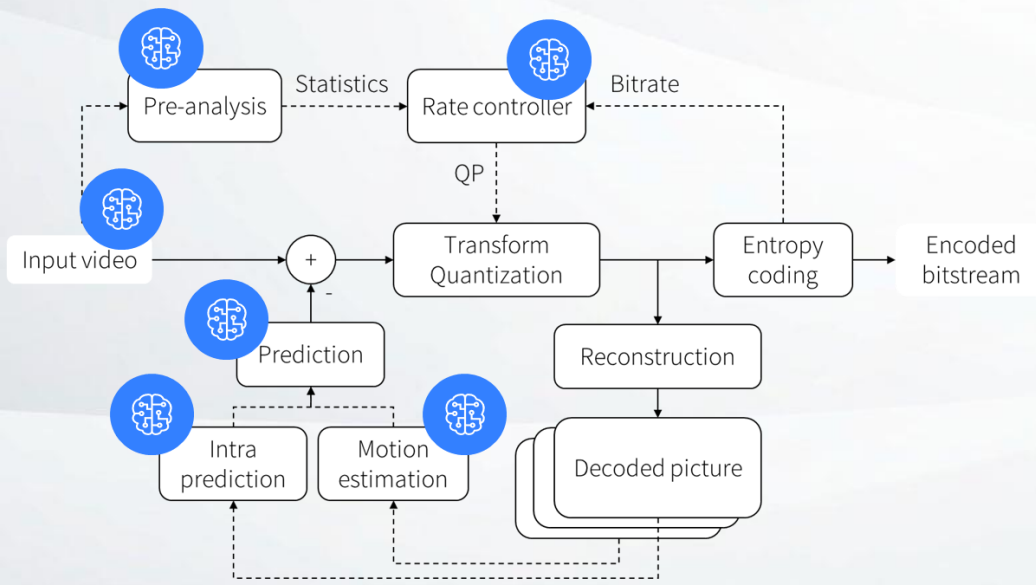 Pre-analysis
Statistics
Rate controller
Bitrate
QP
Input video
+
Transform
Quantization
Entropy
coding
Encoded
bitstream
-
Prediction
Reconstruction
Intra
prediction
Motion
estimation
Decoded picture